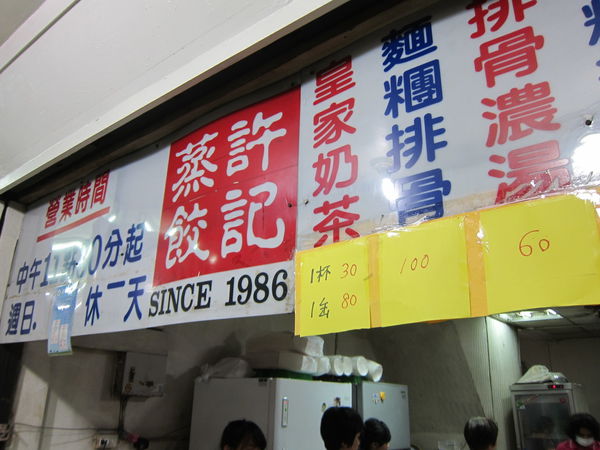 營業時間
中午11 00分起
週日. 休一天
許記
蒸餃
SINCE 1986
皇家奶茶
1杯 30
1缶 80
麵糰排骨
100
排骨濃湯
60